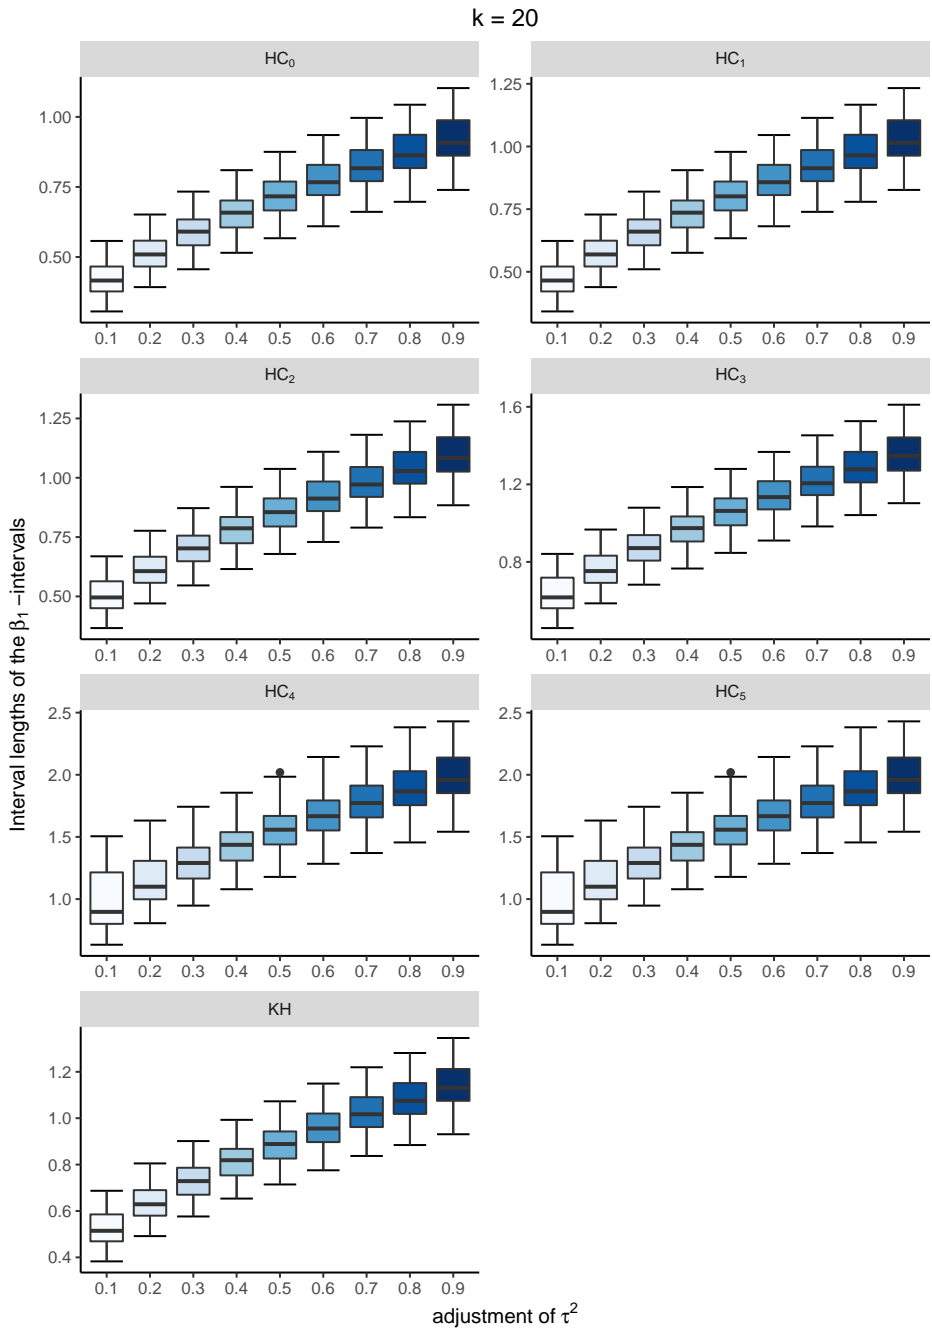 k = 20
HC₀ HC₁
1.00
0.75
0.50
1.25
1.00
0.75
0.50
0.1 0.2 0.3 0.4 0.5 0.6 0.7 0.8 0.9 0.1 0.2 0.3 0.4 0.5 0.6 0.7 0.8 0.9
HC₂ HC₃
1.25
1.00
0.75
0.50
1.6
1.2
0.8
0.1 0.2 0.3 0.4 0.5 0.6 0.7 0.8 0.9 0.1 0.2 0.3 0.4 0.5 0.6 0.7 0.8 0.9
Interval lengths of the β₁ −intervals
HC₄ HC₅
2.5
2.0
1.5
1.0
2.5
2.0
1.5
1.0
0.1 0.2 0.3 0.4 0.5 0.6 0.7 0.8 0.9 0.1 0.2 0.3 0.4 0.5 0.6 0.7 0.8 0.9
KH
1.2
1.0
0.8
0.6
0.4
0.1 0.2 0.3 0.4 0.5 0.6 0.7 0.8 0.9
adjustment of τ²